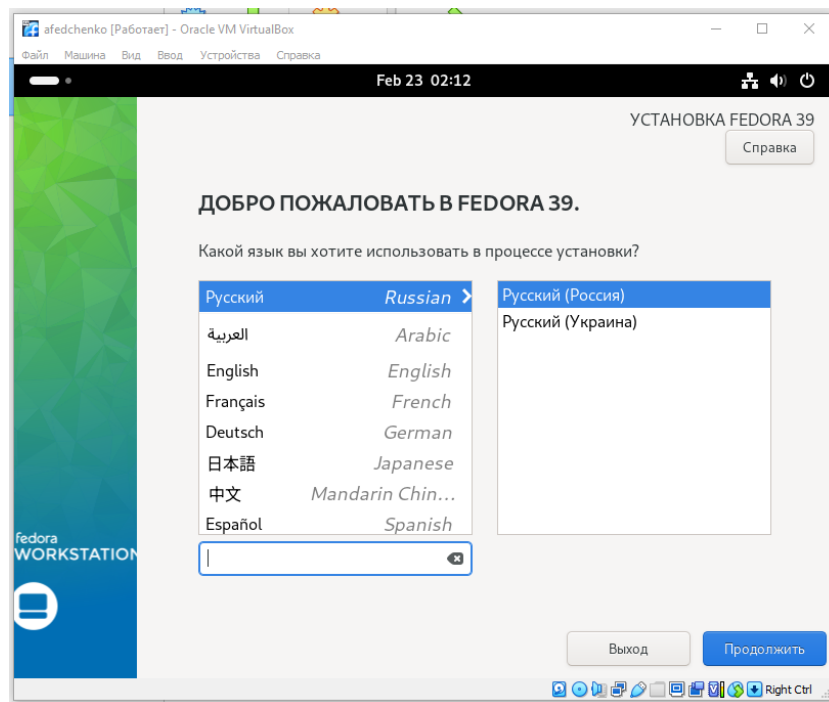 afedchenko [Работает] - Oracle VM VirtualBox
Файл Машина Вид Ввод Устройства Справка
Feb 23 02:12
УСТАНОВКА FEDORA 39
Справка
ДОБРО ПОЖАЛОВАТЬ В FEDORA 39.
Какой язык вы хотите использовать в процессе установки?
Русский Russian
العربية Arabic
English English
Français French
Deutsch German
日本語 Japanese
中文 Mandarin Chin...
Español Spanish
Русский (Россия)
Русский (Украина)
fedora
WORKSTATION
Выход Продолжить
Right Ctrl